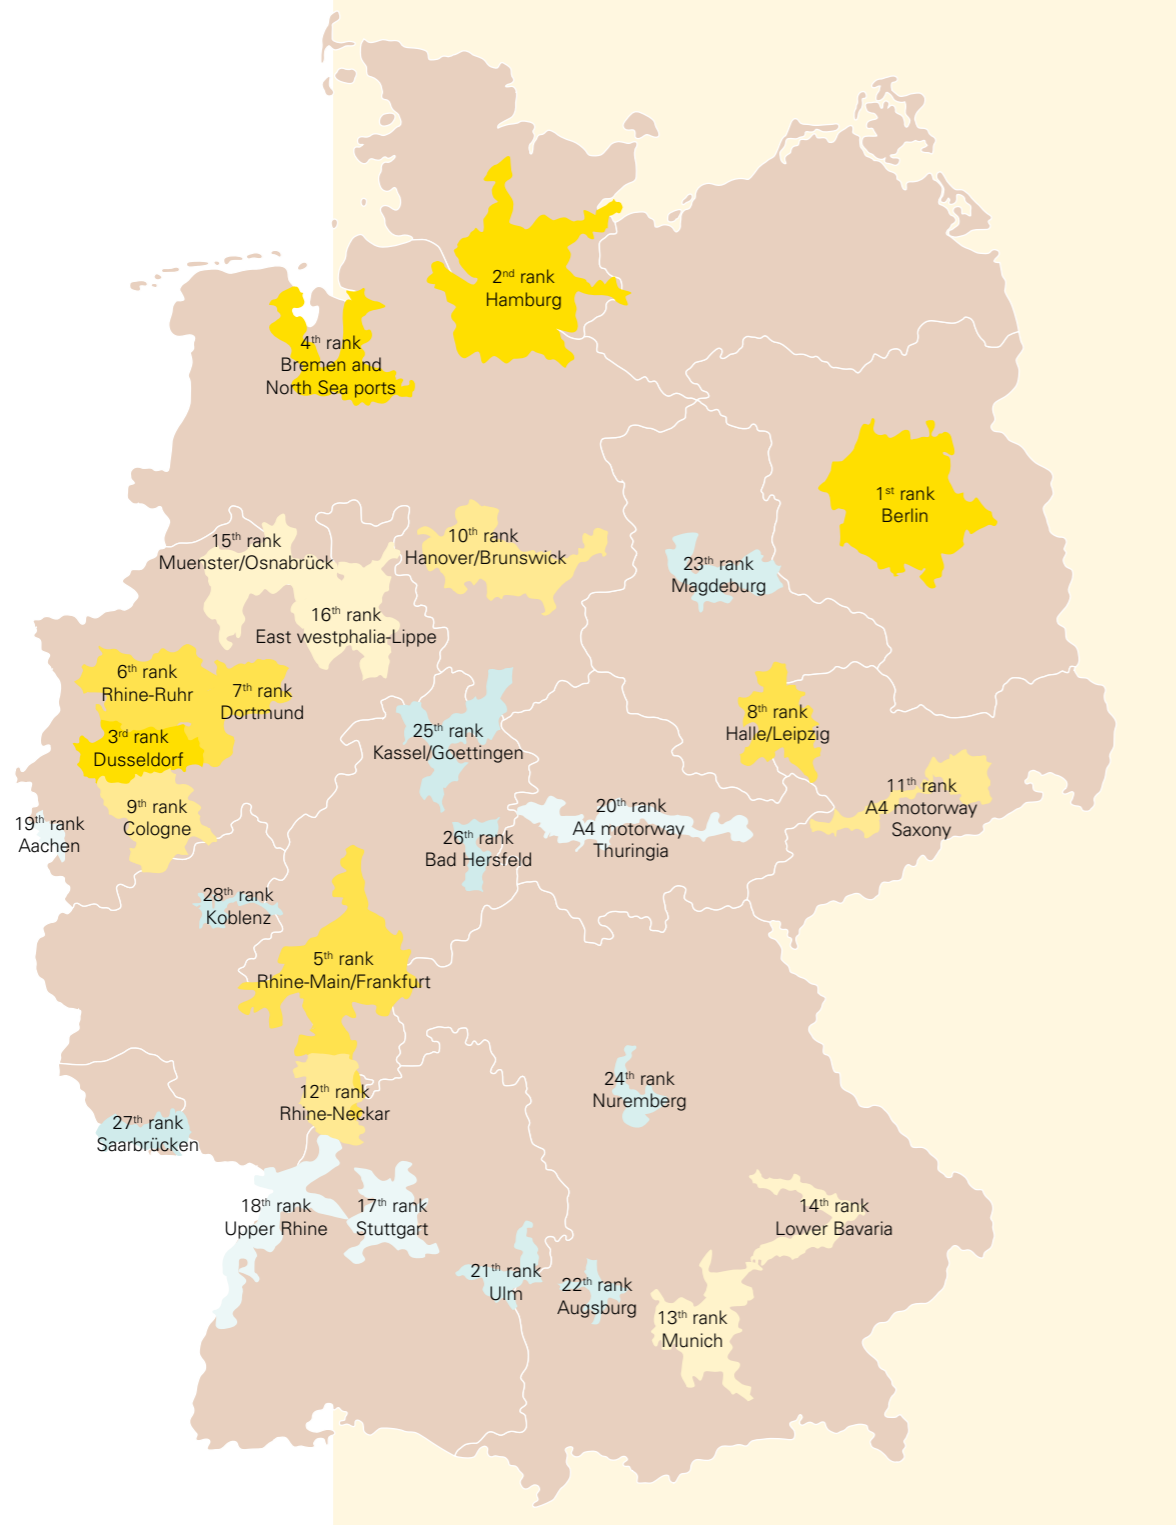 2nd rank
Hamburg
4th rank
Bremen and
North Sea ports
1st rank
Berlin
15th rank
Muenster/Osnabrück
10th rank
Hanover/Brunswick
23th rank
Magdeburg
16th rank
East westphalia-Lippe
6th rank
Rhine-Ruhr
7th rank
Dortmund
3rd rank
Dusseldorf
25th rank
Kassel/Goettingen
8th rank
Halle/Leipzig
9th rank
Cologne
19th rank
Aachen
20th rank
A4 motorway
Thuringia
11th rank
A4 motorway
Saxony
26th rank
Bad Hersfeld
28th rank
Koblenz
5th rank
Rhine-Main/Frankfurt
12th rank
Rhine-Neckar
24th rank
Nuremberg
27th rank
Saarbrücken
18th rank
Upper Rhine
17th rank
Stuttgart
14th rank
Lower Bavaria
21th rank
Ulm
22th rank
Augsburg
13th rank
Munich